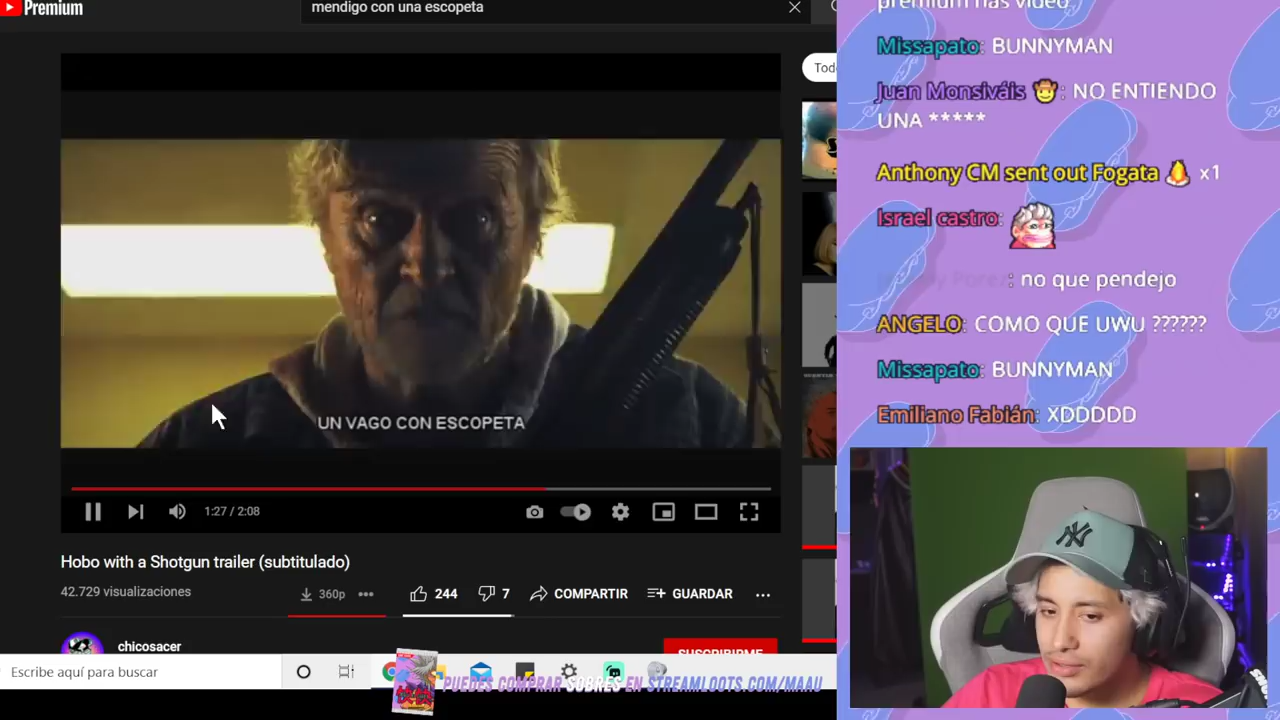 Premium
mendigo con una escopeta
Tod
UN VAGO CON ESCOPETA
1:27 / 2:08
Hobo with a Shotgun trailer (subtitulado)
42.729 visualizaciones
360p
244
7
COMPARTIR
GUARDAR
chicosacer
SUSCRIBIRME
Escribe aquí para buscar
PUEDES COMPRAR SOBRES EN STREAMLOOTS.COM/MAAU
premium has video
Missapato: BUNNYMAN
Juan Monsiváis : NO ENTIENDO
UNA *****
Anthony CM sent out Fogata x1
Israel castro:
: no que pendejo
ANGELO: COMO QUE UWU ??????
Missapato: BUNNYMAN
Emiliano Fabián: XDDDDD
NY